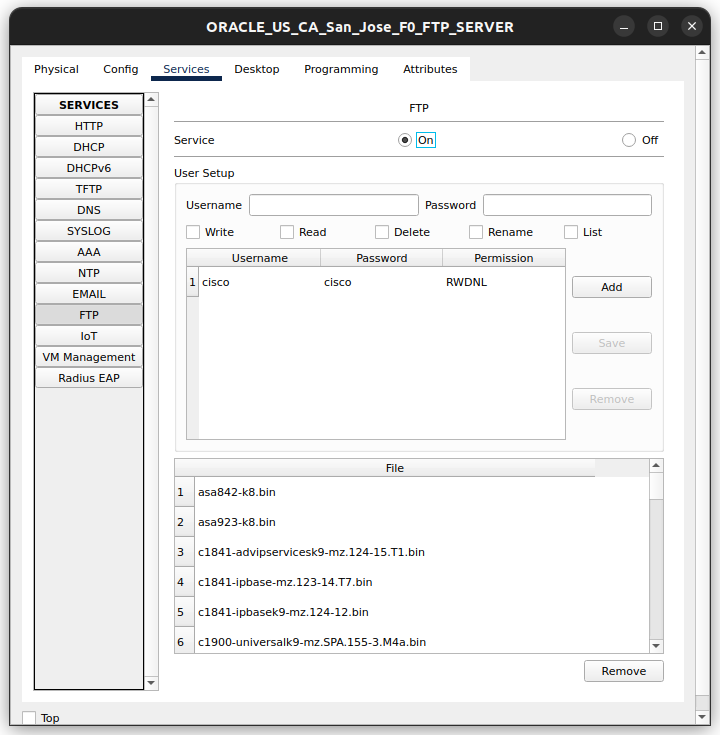 ORACLE_US_CA_San_Jose_F0_FTP_SERVER
Physical Config Services Desktop Programming Attributes
SERVICES
HTTP
DHCP
DHCPv6
TFTP
DNS
SYSLOG
AAA
NTP
EMAIL
FTP
IoT
VM Management
Radius EAP
FTP
Service On Off
User Setup
Username Password
Write Read Delete Rename List
Username Password Permission
1 cisco cisco RWDNL
Add
Save
Remove
File
1 asa842-k8.bin
2 asa923-k8.bin
3 c1841-advipservicesk9-mz.124-15.T1.bin
4 c1841-ipbase-mz.123-14.T7.bin
5 c1841-ipbasek9-mz.124-12.bin
6 c1900-universalk9-mz.SPA.155-3.M4a.bin
Remove
Top